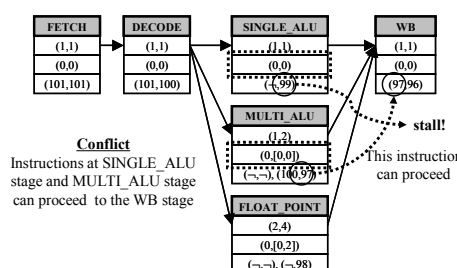 FETCH
(1,1)
(0,0)
(101,101)
DECODE
(1,1)
(0,0)
(101,100)
SINGLE_ALU
(1,1)
(0,0)
(¬,99)
WB
(1,1)
(0,0)
(97,96)
MULTI_ALU
(1,2)
(0,[0,0])
(¬,¬), (100,97)
stall!
This instruction
can proceed
Conflict
Instructions at SINGLE_ALU
stage and MULTI_ALU stage
can proceed to the WB stage
FLOAT_POINT
(2,4)
(0,[0,2])
(¬,¬), (¬,98)